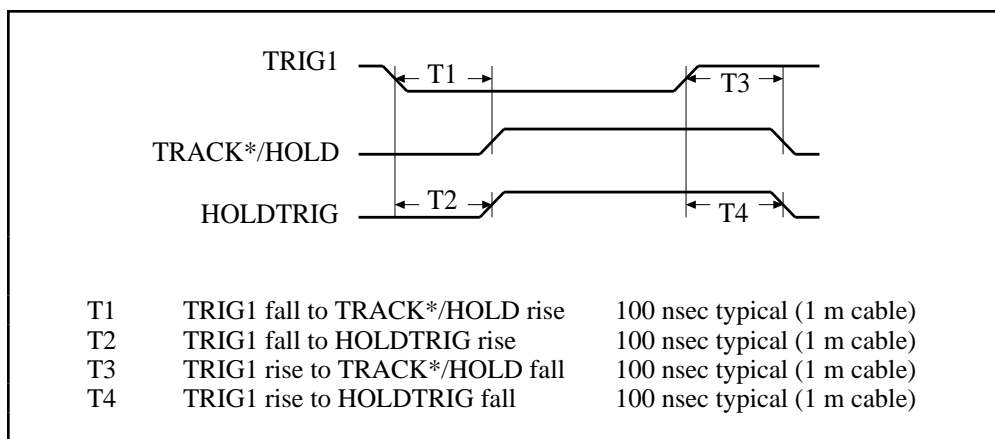 TRIG1
T1
T3
TRACK*/HOLD
T2
T4
HOLDTRIG
T1 TRIG1 fall to TRACK*/HOLD rise 100 nsec typical (1 m cable)
T2 TRIG1 fall to HOLDTRIG rise 100 nsec typical (1 m cable)
T3 TRIG1 rise to TRACK*/HOLD fall 100 nsec typical (1 m cable)
T4 TRIG1 rise to HOLDTRIG fall 100 nsec typical (1 m cable)